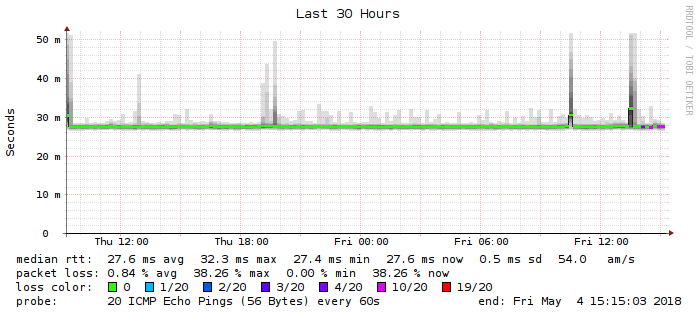 Last 30 Hours
RRDTOOL / TOBI OETIKER
Seconds
50 m
40 m
30 m
20 m
10 m
0
Thu 12:00 Thu 18:00 Fri 00:00 Fri 06:00 Fri 12:00
median rtt: 27.6 ms avg 32.3 ms max 27.4 ms min 27.6 ms now 0.5 ms sd 54.0 am/s
packet loss: 0.84 % avg 38.26 % max 0.00 % min 38.26 % now
loss color: 0 1/20 2/20 3/20 4/20 10/20 19/20
probe: 20 ICMP Echo Pings (56 Bytes) every 60s end: Fri May 4 15:15:03 2018